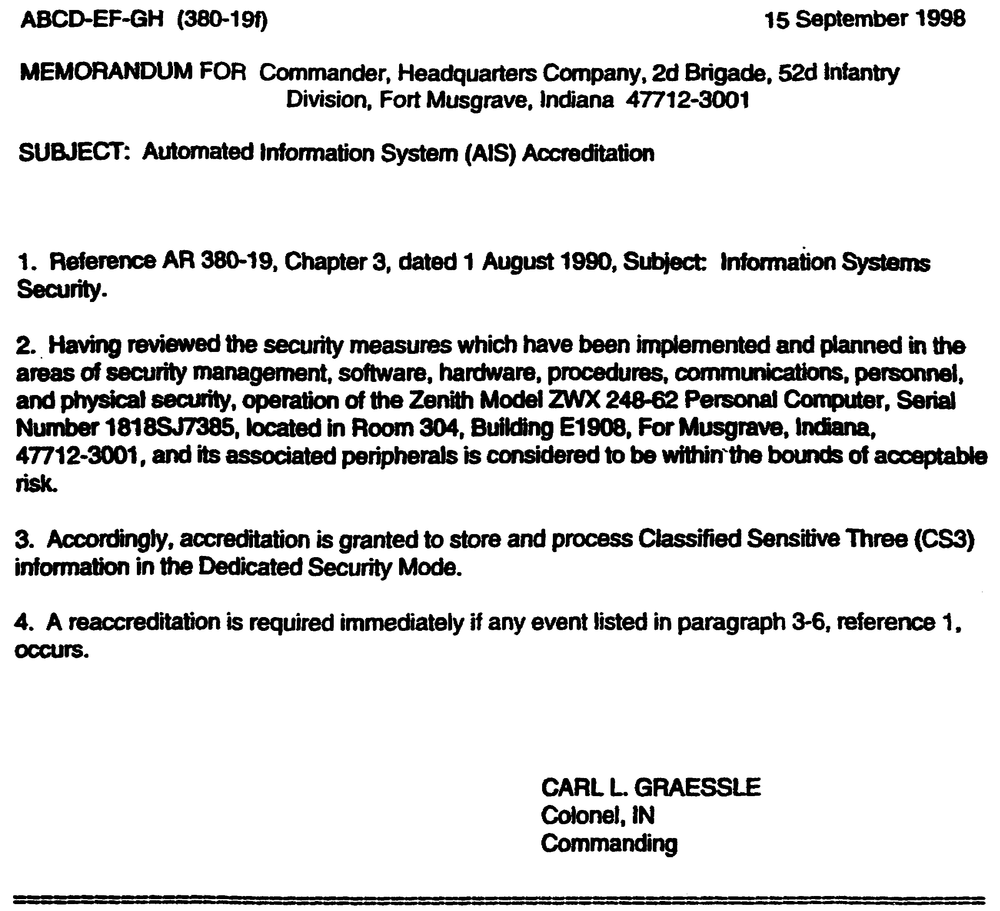 ABCD-EF-GH (380-19f) 15 September 1998
MEMORANDUM FOR Commander, Headquarters Company, 2d Brigade, 52d Infantry
Division, Fort Musgrave, Indiana 47712-3001
SUBJECT: Automated Information System (AIS) Accreditation
1. Reference AR 380-19, Chapter 3, dated 1 August 1990, Subject: Information Systems
Security.
2. Having reviewed the security measures which have been implemented and planned in the
areas of security management, software, hardware, procedures, communications, personnel,
and physical security, operation of the Zenith Model ZWX 248-62 Personal Computer, Serial
Number 1818SJ7385, located in Room 304, Building E1908, For Musgrave, Indiana,
47712-3001, and its associated peripherals is considered to be within the bounds of acceptable
risk.
3. Accordingly, accreditation is granted to store and process Classified Sensitive Three (CS3)
information in the Dedicated Security Mode.
4. A reaccreditation is required immediately if any event listed in paragraph 3-6, reference 1,
occurs.
CARL L. GRAESSLE
Colonel, IN
Commanding